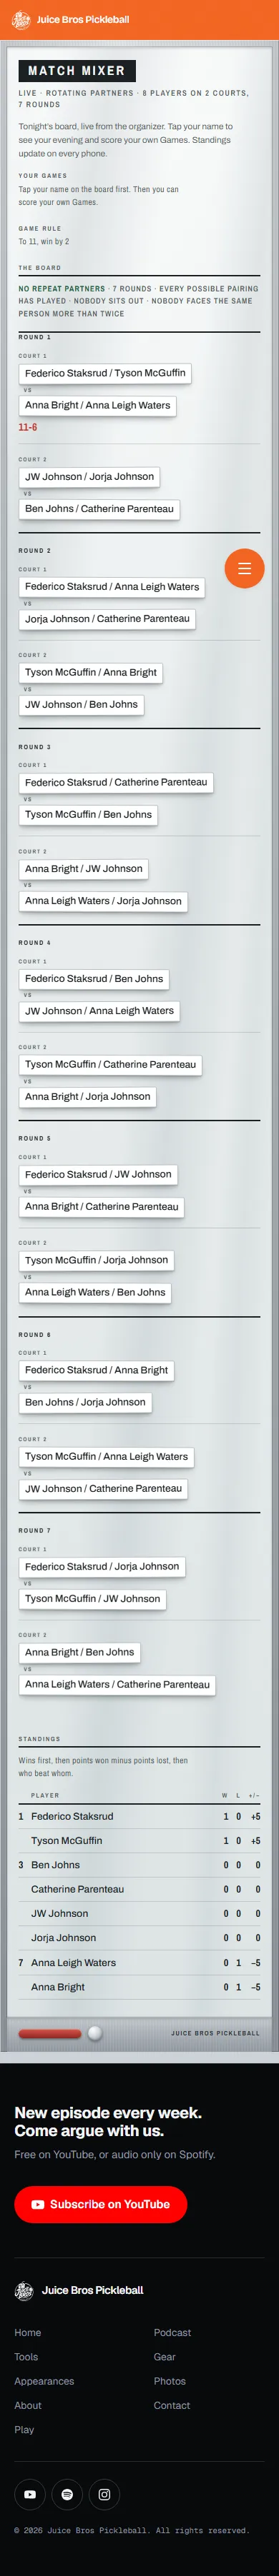 Juice Bros Pickleball
MATCH MIXER
LIVE · ROTATING PARTNERS · 8 PLAYERS ON 2 COURTS,
7 ROUNDS
Tonight's board, live from the organizer. Tap your name to
see your evening and score your own Games. Standings
update on every phone.
YOUR GAMES
Tap your name on the board first. Then you can
score your own Games.
GAME RULE
To 11, win by 2
THE BOARD
NO REPEAT PARTNERS · 7 ROUNDS · EVERY POSSIBLE PAIRING
HAS PLAYED · NOBODY SITS OUT · NOBODY FACES THE SAME
PERSON MORE THAN TWICE
ROUND 1
COURT 1
Federico Staksrud / Tyson McGuffin
VS
Anna Bright / Anna Leigh Waters
11-6
COURT 2
JW Johnson / Jorja Johnson
VS
Ben Johns / Catherine Parenteau
ROUND 2
COURT 1
Federico Staksrud / Anna Leigh Waters
VS
Jorja Johnson / Catherine Parenteau
COURT 2
Tyson McGuffin / Anna Bright
VS
JW Johnson / Ben Johns
ROUND 3
COURT 1
Federico Staksrud / Catherine Parenteau
VS
Tyson McGuffin / Ben Johns
COURT 2
Anna Bright / JW Johnson
VS
Anna Leigh Waters / Jorja Johnson
ROUND 4
COURT 1
Federico Staksrud / Ben Johns
VS
JW Johnson / Anna Leigh Waters
COURT 2
Tyson McGuffin / Catherine Parenteau
VS
Anna Bright / Jorja Johnson
ROUND 5
COURT 1
Federico Staksrud / JW Johnson
VS
Anna Bright / Catherine Parenteau
COURT 2
Tyson McGuffin / Jorja Johnson
VS
Anna Leigh Waters / Ben Johns
ROUND 6
COURT 1
Federico Staksrud / Anna Bright
VS
Ben Johns / Jorja Johnson
COURT 2
Tyson McGuffin / Anna Leigh Waters
VS
JW Johnson / Catherine Parenteau
ROUND 7
COURT 1
Federico Staksrud / Jorja Johnson
VS
Tyson McGuffin / JW Johnson
COURT 2
Anna Bright / Ben Johns
VS
Anna Leigh Waters / Catherine Parenteau
STANDINGS
Wins first, then points won minus points lost, then
who beat whom.
PLAYER W L +/−
1 Federico Staksrud 1 0 +5
Tyson McGuffin 1 0 +5
3 Ben Johns 0 0 0
Catherine Parenteau 0 0 0
JW Johnson 0 0 0
Jorja Johnson 0 0 0
7 Anna Leigh Waters 0 1 −5
Anna Bright 0 1 −5
JUICE BROS PICKLEBALL
New episode every week.
Come argue with us.
Free on YouTube, or audio only on Spotify.
Subscribe on YouTube
Juice Bros Pickleball
Home Podcast
Tools Gear
Appearances Photos
About Contact
Play
© 2026 Juice Bros Pickleball. All rights reserved.